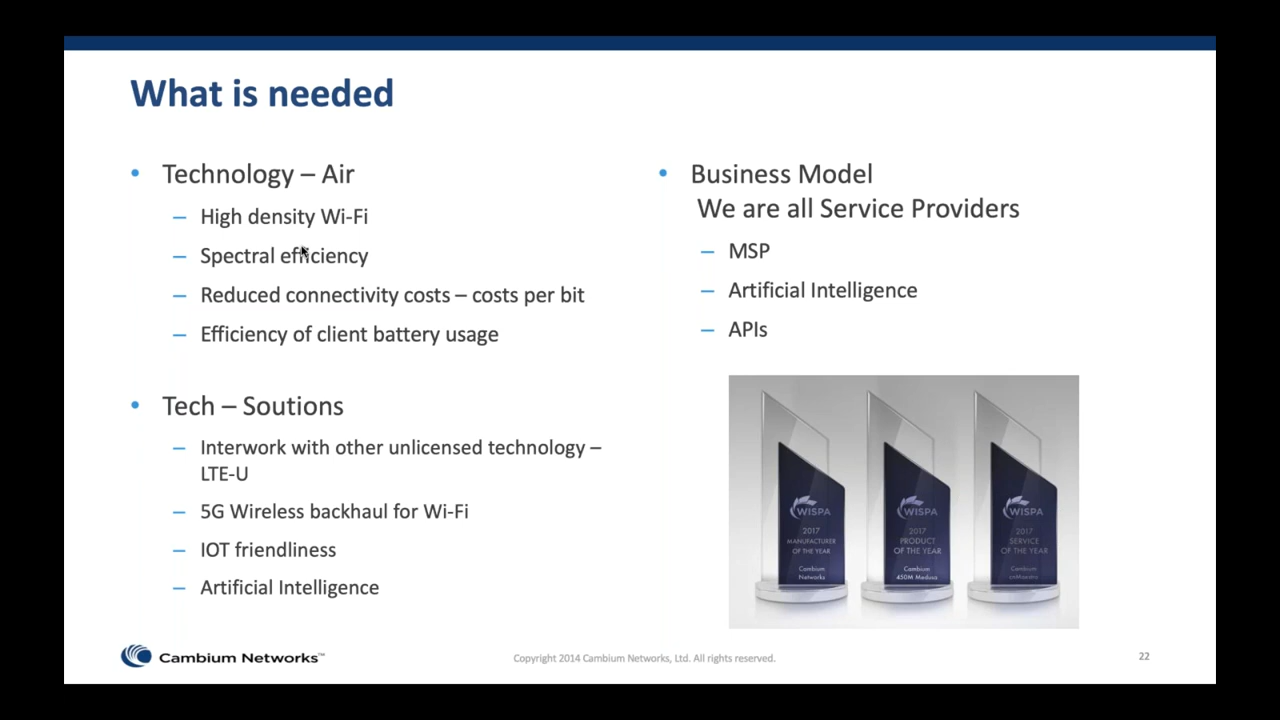 What is needed
• Technology – Air
– High density Wi-Fi
– Spectral efficiency
– Reduced connectivity costs – costs per bit
– Efficiency of client battery usage
• Tech – Soutions
– Interwork with other unlicensed technology –
LTE-U
– 5G Wireless backhaul for Wi-Fi
– IOT friendliness
– Artificial Intelligence
• Business Model
We are all Service Providers
– MSP
– Artificial Intelligence
– APIs
WISPA
2017
MANUFACTURER
OF THE YEAR
Cambium
Networks
WISPA
2017
PRODUCT
OF THE YEAR
Cambium
450M Medusa
WISPA
2017
SERVICE
OF THE YEAR
Cambium
cnMaestro
Cambium Networks™
Copyright 2014 Cambium Networks, Ltd. All rights reserved.
22